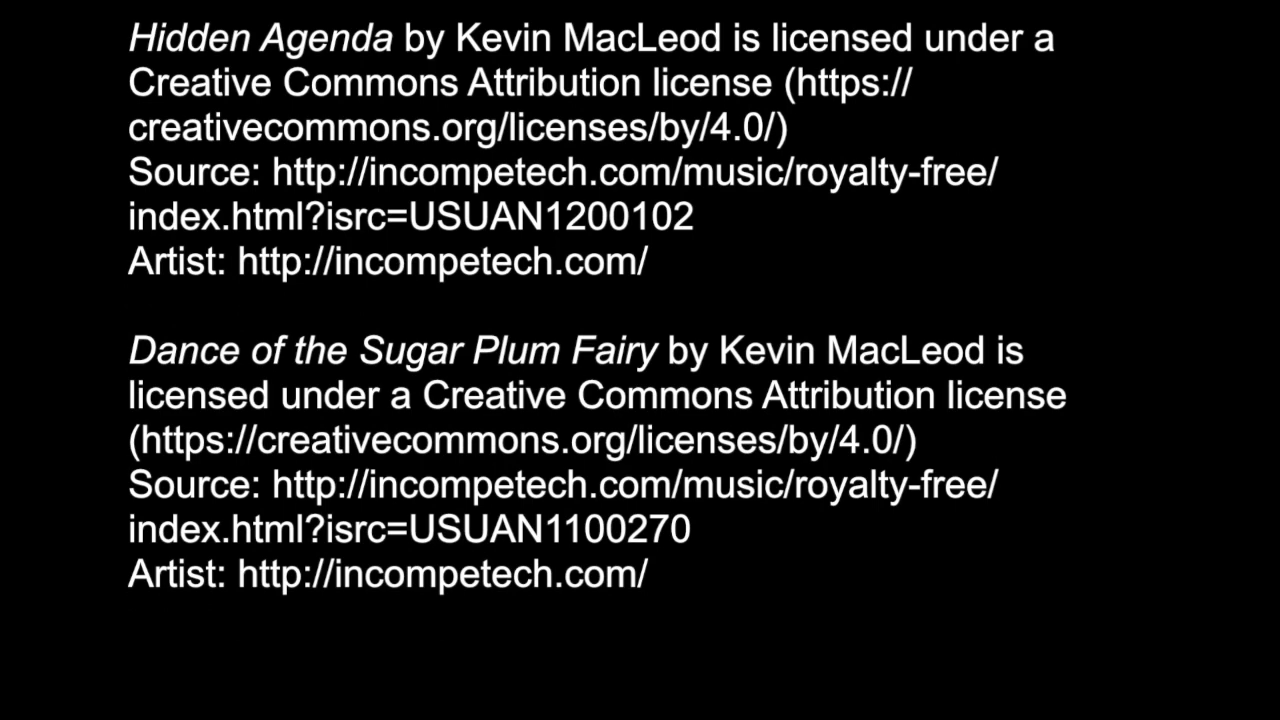 Hidden Agenda by Kevin MacLeod is licensed under a
Creative Commons Attribution license (https://
creativecommons.org/licenses/by/4.0/)
Source: http://incompetech.com/music/royalty-free/
index.html?isrc=USUAN1200102
Artist: http://incompetech.com/
Dance of the Sugar Plum Fairy by Kevin MacLeod is
licensed under a Creative Commons Attribution license
(https://creativecommons.org/licenses/by/4.0/)
Source: http://incompetech.com/music/royalty-free/
index.html?isrc=USUAN1100270
Artist: http://incompetech.com/